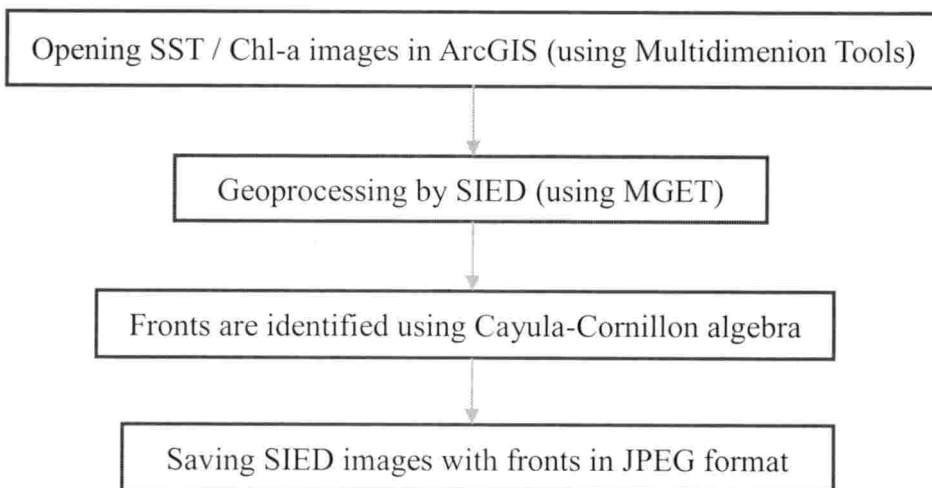 Opening SST / Chl-a images in ArcGIS (using Multidimenion Tools)
Geoprocessing by SIED (using MGET)
Fronts are identified using Cayula-Cornillon algebra
Saving SIED images with fronts in JPEG format